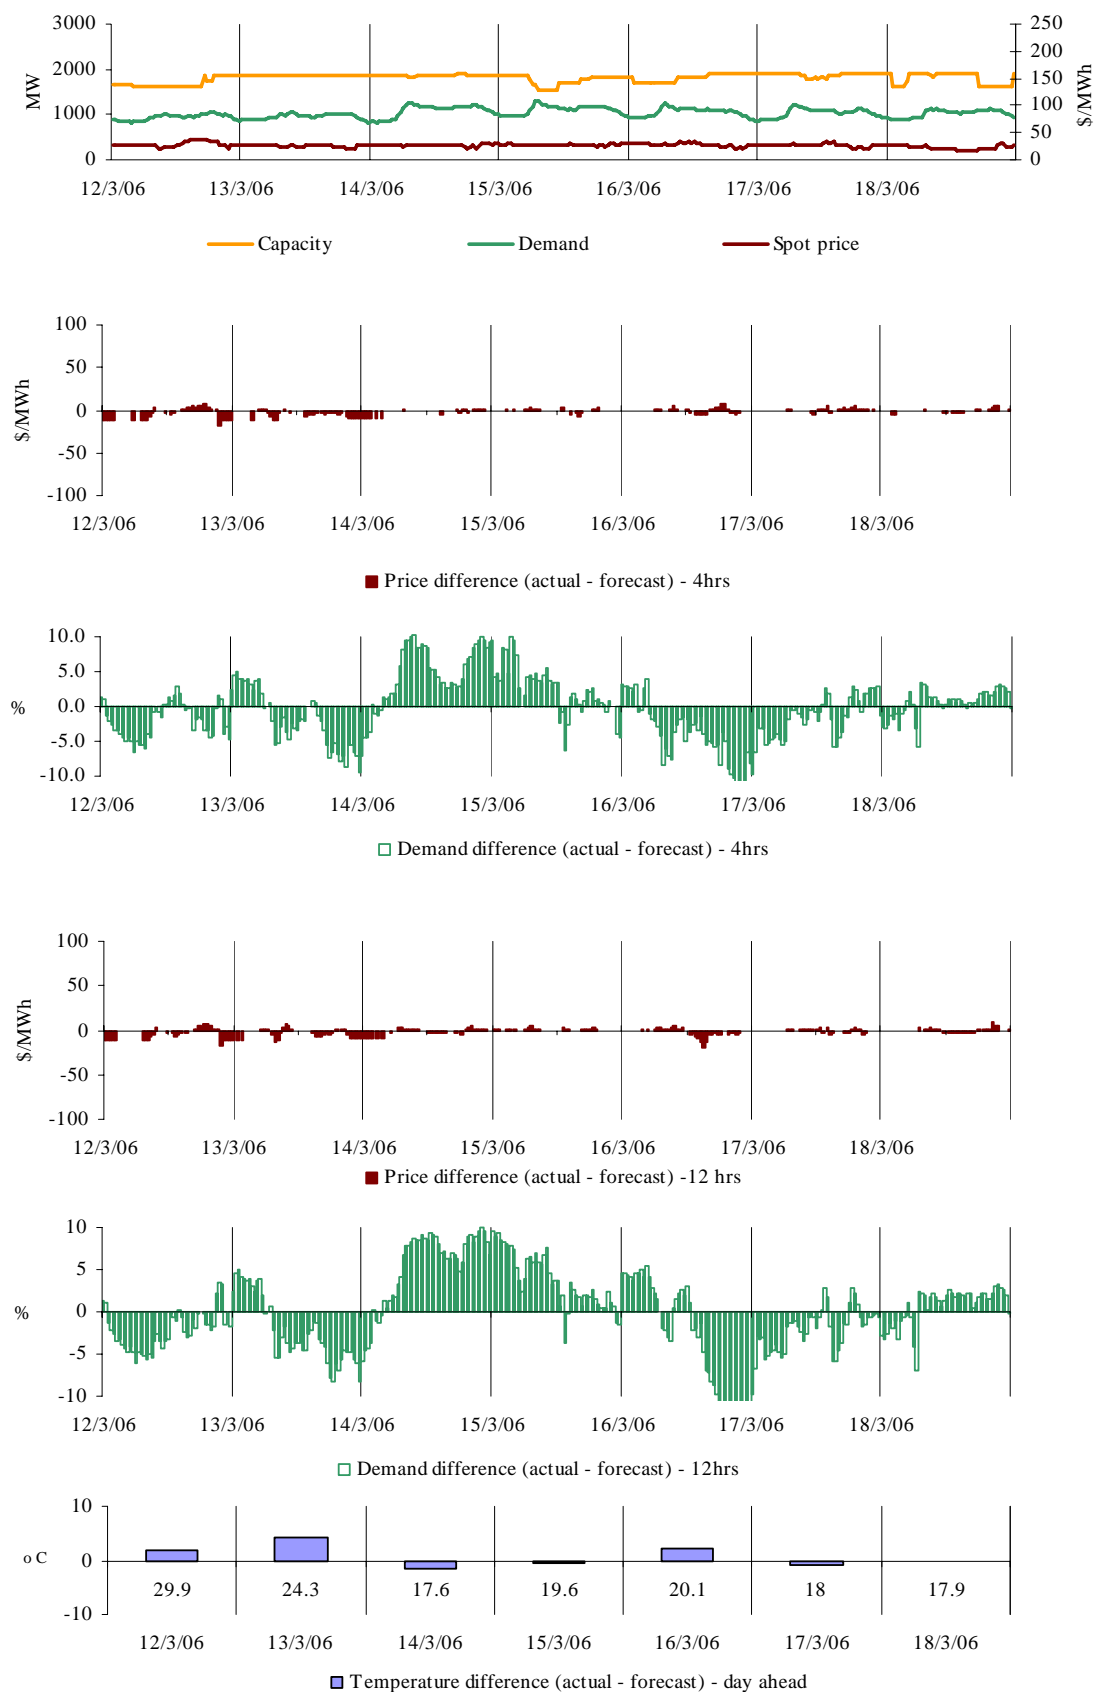 3000
2000
1000
0
MW
250
200
150
100
50
0
$/MWh
12/3/06 13/3/06 14/3/06 15/3/06 16/3/06 17/3/06 18/3/06
Capacity Demand Spot price
100
50
0
-50
-100
$/MWh
12/3/06 13/3/06 14/3/06 15/3/06 16/3/06 17/3/06 18/3/06
Price difference (actual - forecast) - 4hrs
10.0
5.0
0.0
-5.0
-10.0
%
12/3/06 13/3/06 14/3/06 15/3/06 16/3/06 17/3/06 18/3/06
Demand difference (actual - forecast) - 4hrs
100
50
0
-50
-100
$/MWh
12/3/06 13/3/06 14/3/06 15/3/06 16/3/06 17/3/06 18/3/06
Price difference (actual - forecast) -12 hrs
10
5
0
-5
-10
%
12/3/06 13/3/06 14/3/06 15/3/06 16/3/06 17/3/06 18/3/06
Demand difference (actual - forecast) - 12hrs
10
0
-10
o C
29.9 24.3 17.6 19.6 20.1 18 17.9
12/3/06 13/3/06 14/3/06 15/3/06 16/3/06 17/3/06 18/3/06
Temperature difference (actual - forecast) - day ahead